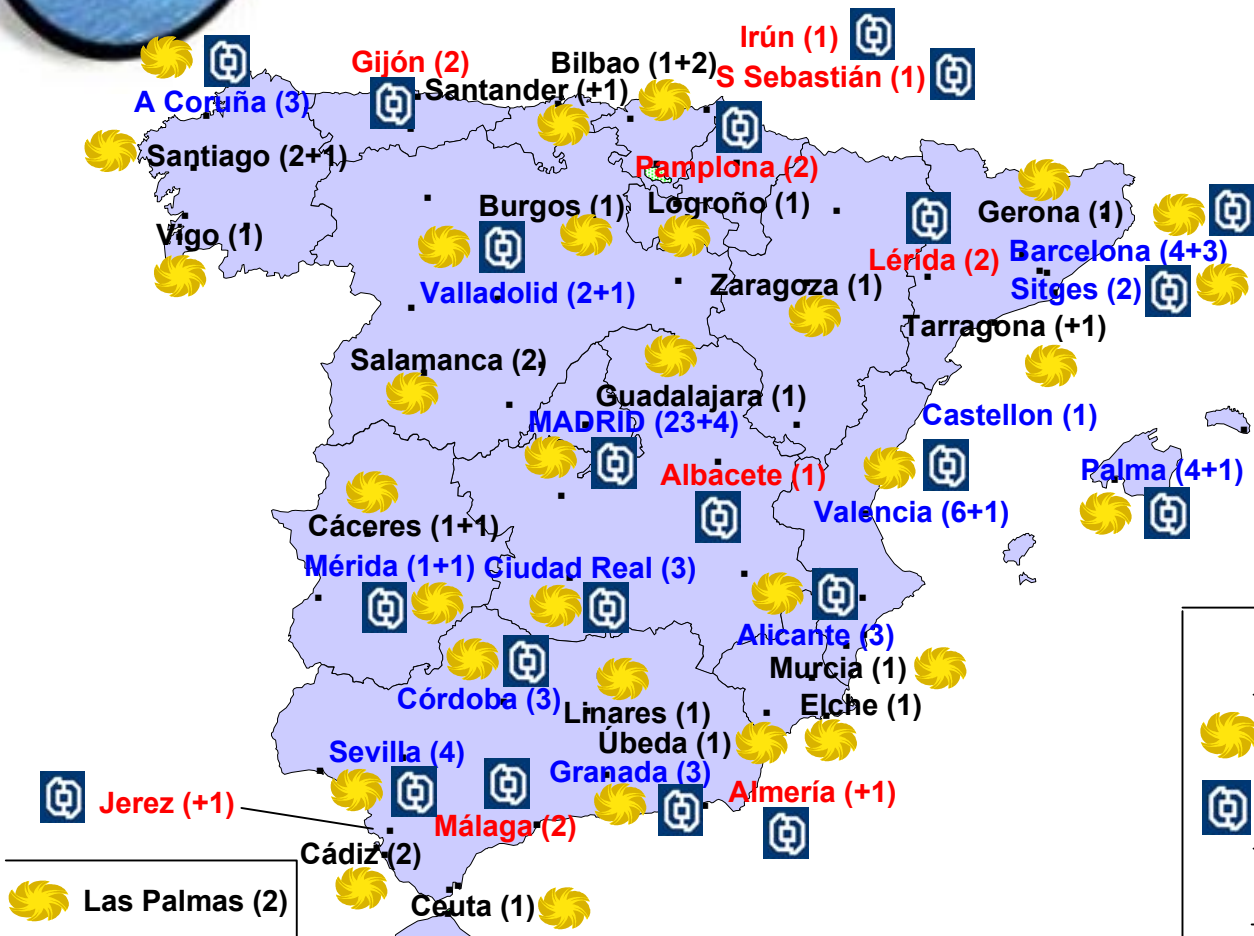 Irún (1)
Gijón (2)
Bilbao (1+2)
S Sebastián (1)
A Coruña (3)
Santander (+1)
Santiago (2+1)
Pamplona (2)
Burgos (1)
Logroño (1)
Gerona (1)
Vigo (1)
Lérida (2)
Barcelona (4+3)
Valladolid (2+1)
Zaragoza (1)
Sitges (2)
Tarragona (+1)
Salamanca (2)
Guadalajara (1)
MADRID (23+4)
Castellon (1)
Albacete (1)
Palma (4+1)
Cáceres (1+1)
Valencia (6+1)
Mérida (1+1)
Ciudad Real (3)
Alicante (3)
Murcia (1)
Córdoba (3)
Linares (1)
Elche (1)
Úbeda (1)
Sevilla (4)
Granada (3)
Jerez (+1)
Almería (+1)
Málaga (2)
Cádiz (2)
Las Palmas (2)
Ceuta (1)